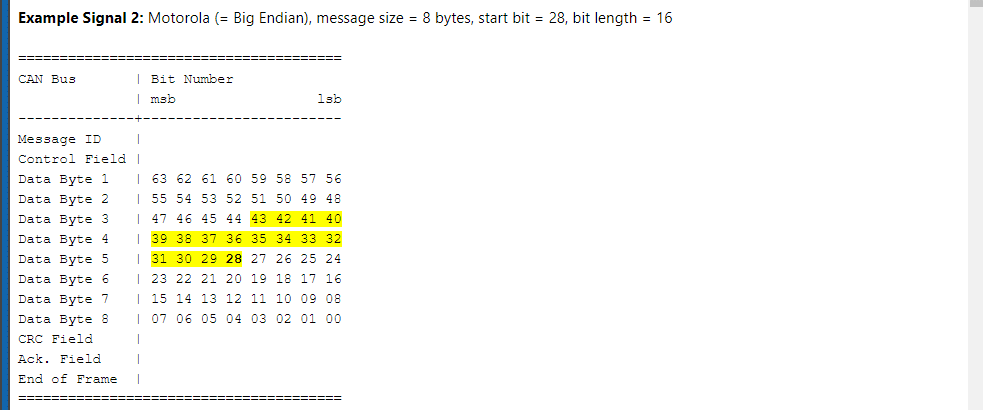 Example Signal 2: Motorola (= Big Endian), message size = 8 bytes, start bit = 28, bit length = 16
=======================================
CAN Bus | Bit Number
| msb lsb
--------------+------------------------
Message ID |
Control Field |
Data Byte 1 | 63 62 61 60 59 58 57 56
Data Byte 2 | 55 54 53 52 51 50 49 48
Data Byte 3 | 47 46 45 44 43 42 41 40
Data Byte 4 | 39 38 37 36 35 34 33 32
Data Byte 5 | 31 30 29 28 27 26 25 24
Data Byte 6 | 23 22 21 20 19 18 17 16
Data Byte 7 | 15 14 13 12 11 10 09 08
Data Byte 8 | 07 06 05 04 03 02 01 00
CRC Field |
Ack. Field |
End of Frame |
=======================================